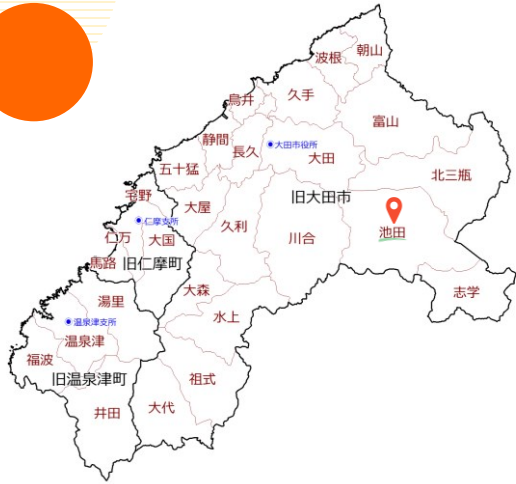 朝山
波根
久手
鳥井
富山
静間
長久
大田市役所
大田
五十猛
北三瓶
宅野
大屋
旧大田市
仁摩支所
久利
池田
仁万
大国
川合
馬路
旧仁摩町
大森
志学
湯里
水上
温泉津支所
温泉津
福波
祖式
旧温泉津町
井田
大代